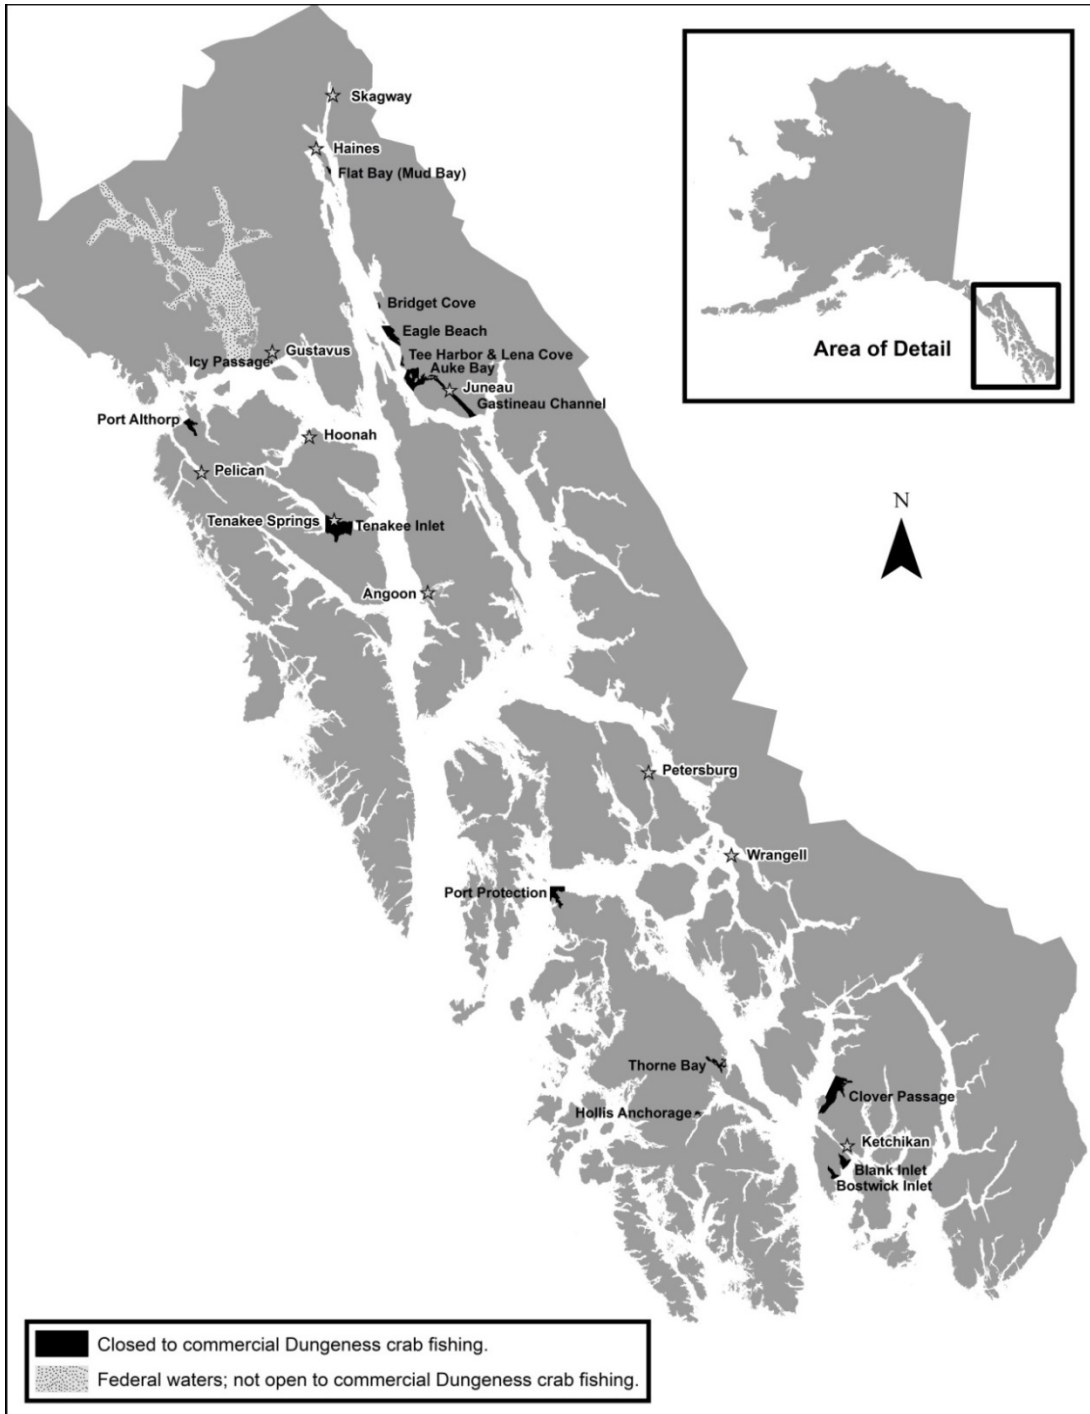 Skagway
Haines
Flat Bay (Mud Bay)
Bridget Cove
Eagle Beach
Gustavus
Icy Passage
Tee Harbor & Lena Cove
Auke Bay
Juneau
Gastineau Channel
Port Althorp
Hoonah
Pelican
Tenakee Springs
Tenakee Inlet
Angoon
Area of Detail
N
Petersburg
Wrangell
Port Protection
Thorne Bay
Clover Passage
Hollis Anchorage
Ketchikan
Blank Inlet
Bostwick Inlet
Closed to commercial Dungeness crab fishing.
Federal waters; not open to commercial Dungeness crab fishing.